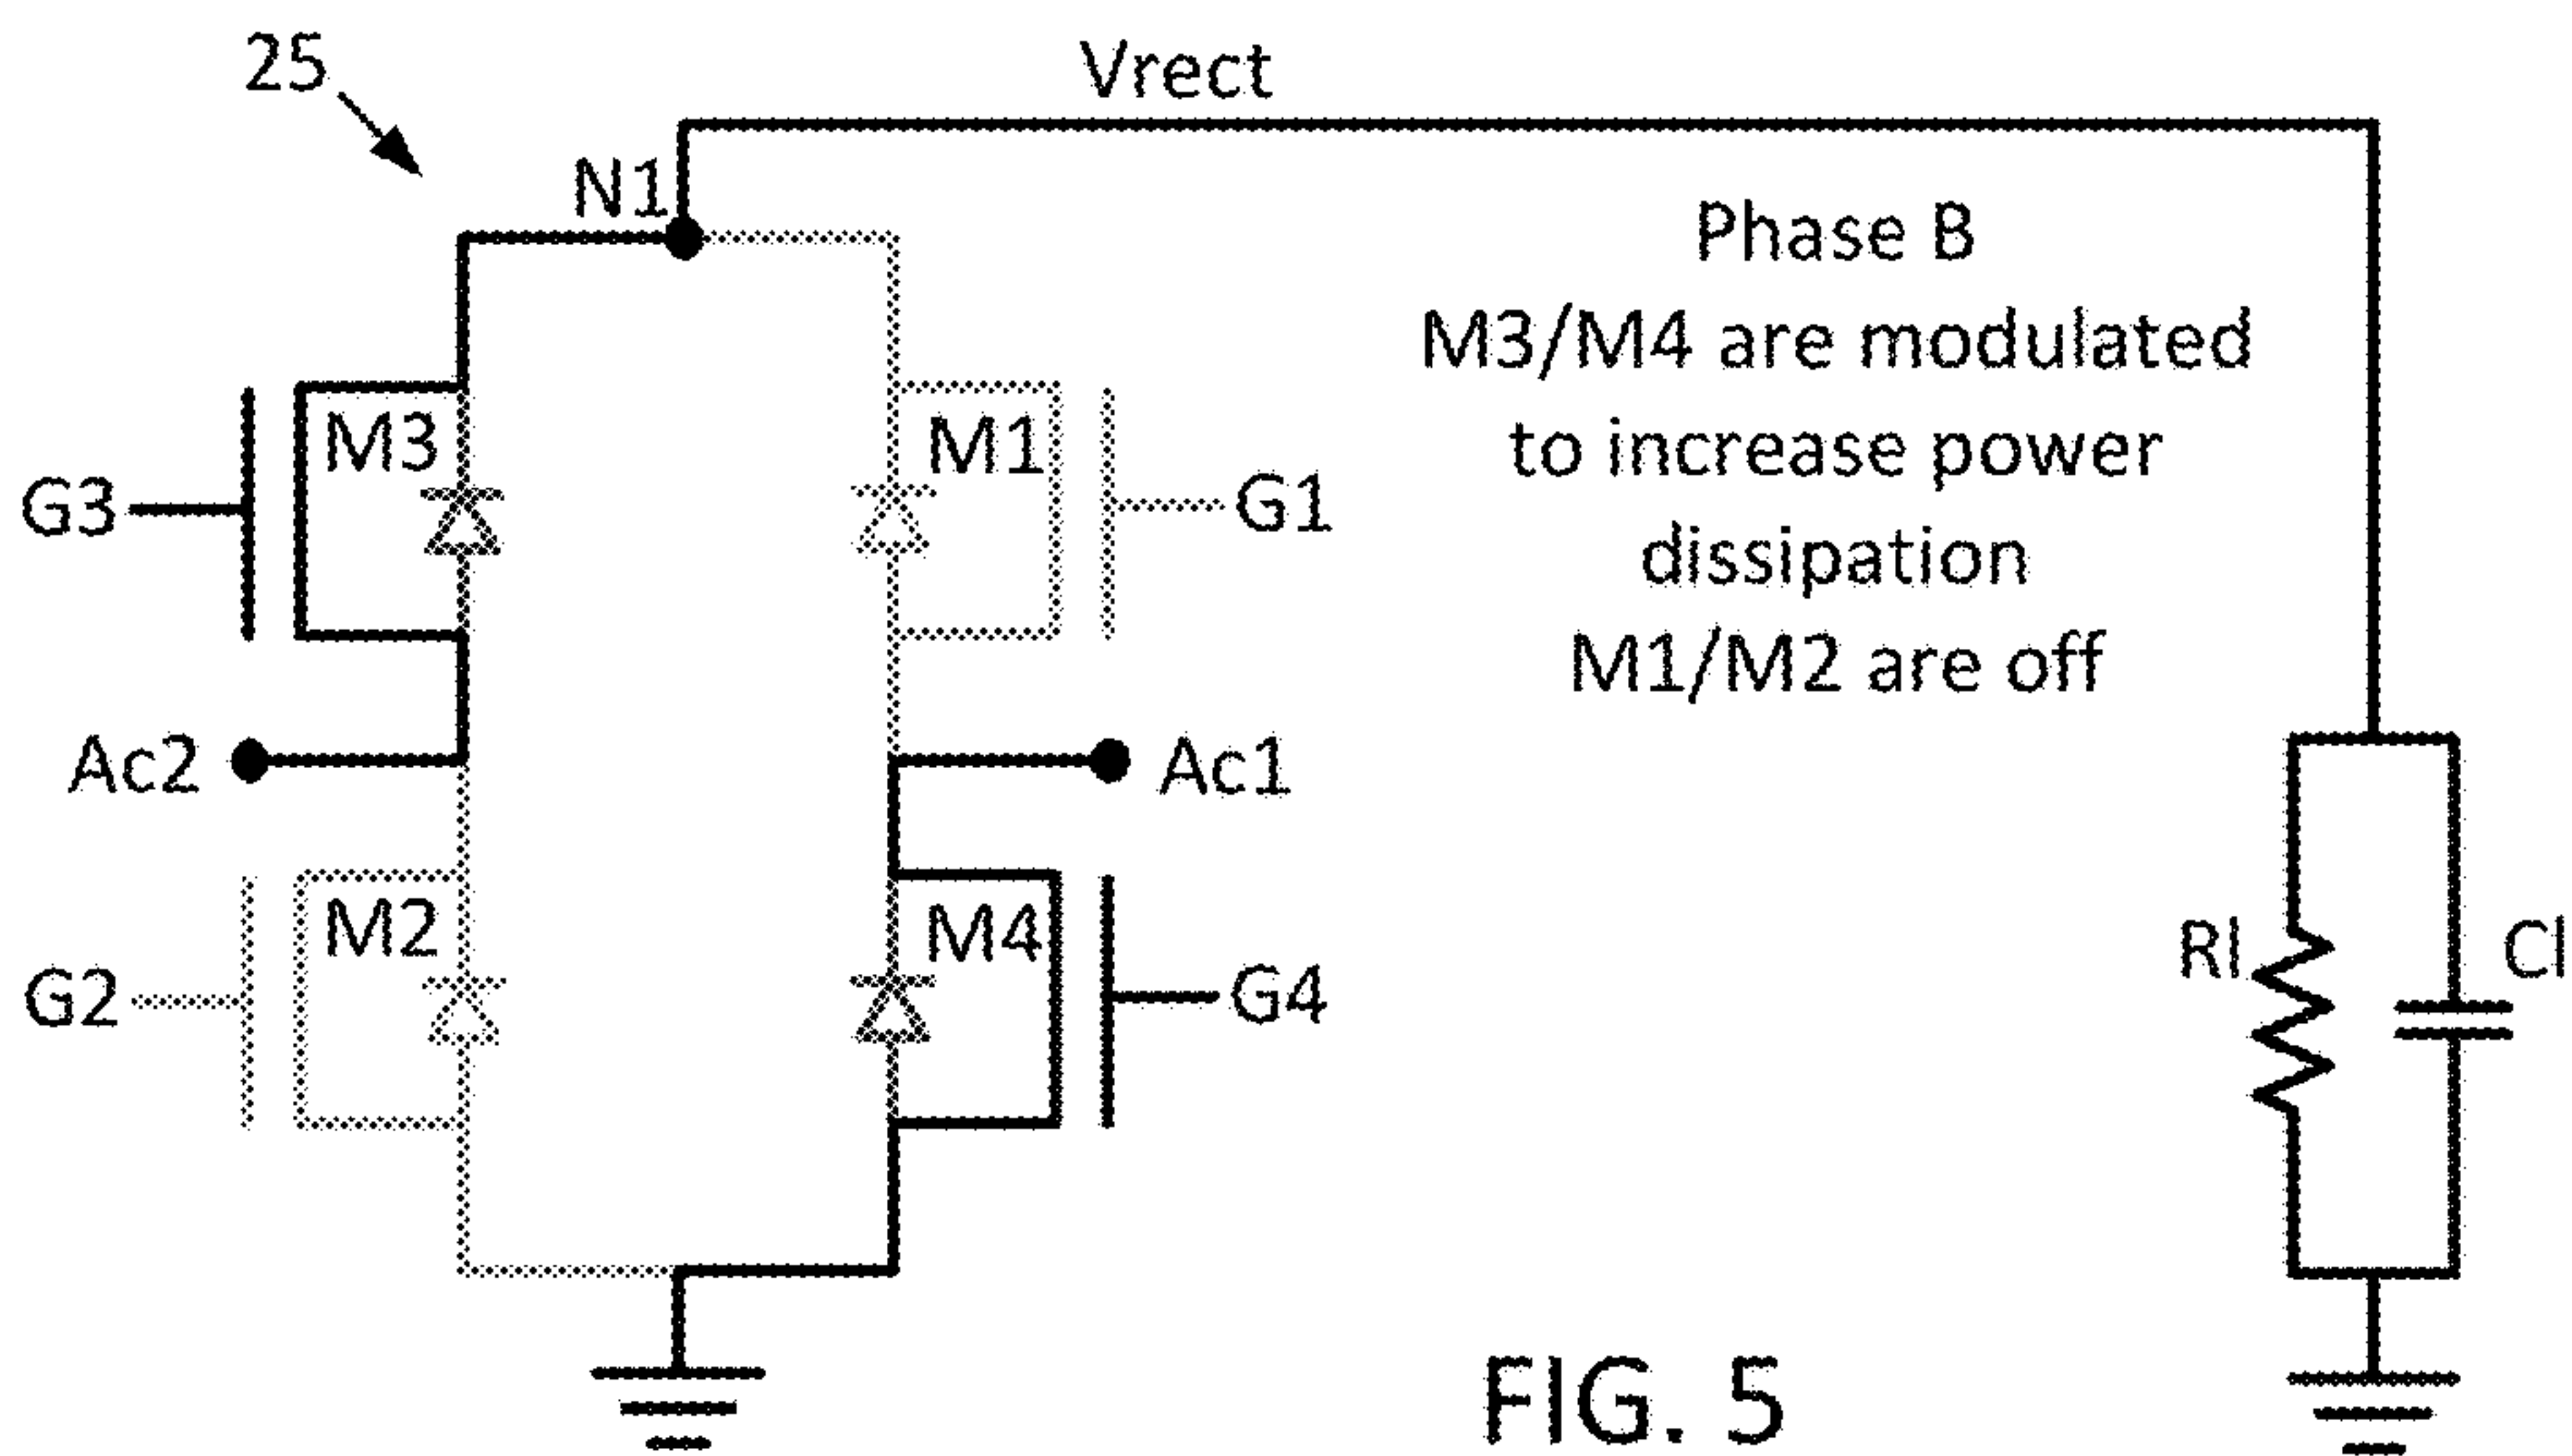 25
Vrect
N1
Phase B
M3/M4 are modulated
to increase power
dissipation
M1/M2 are off
M3
M1
G3
G1
Ac2
Ac1
M2
M4
G2
G4
Rl
Cl
FIG. 5